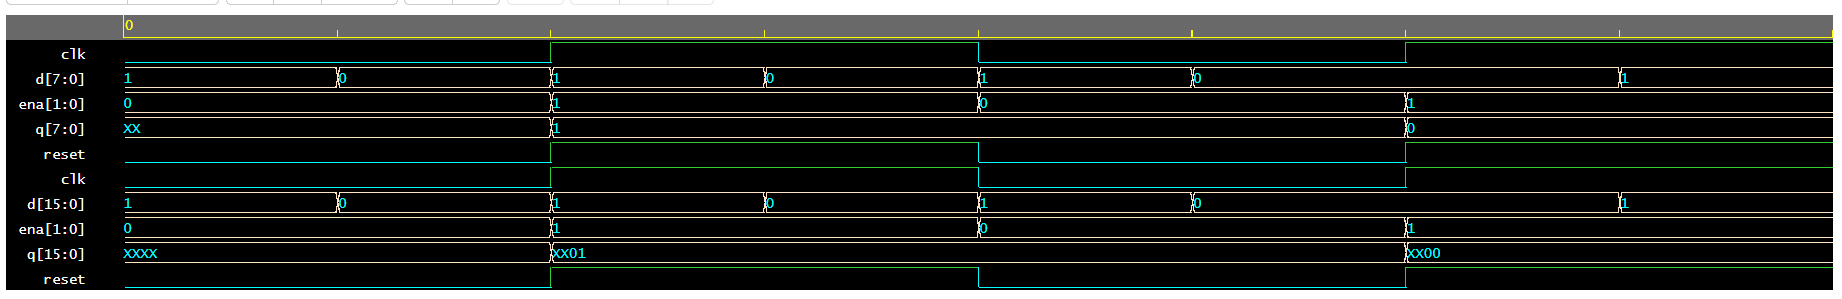 0
clk
d[7:0] 1 0 1 0 1 0 1
ena[1:0] 0 1 0 1
q[7:0] XX 1 0
reset
clk
d[15:0] 1 0 1 0 1 0 1
ena[1:0] 0 1 0 1
q[15:0] XXXX XX01 XX00
reset